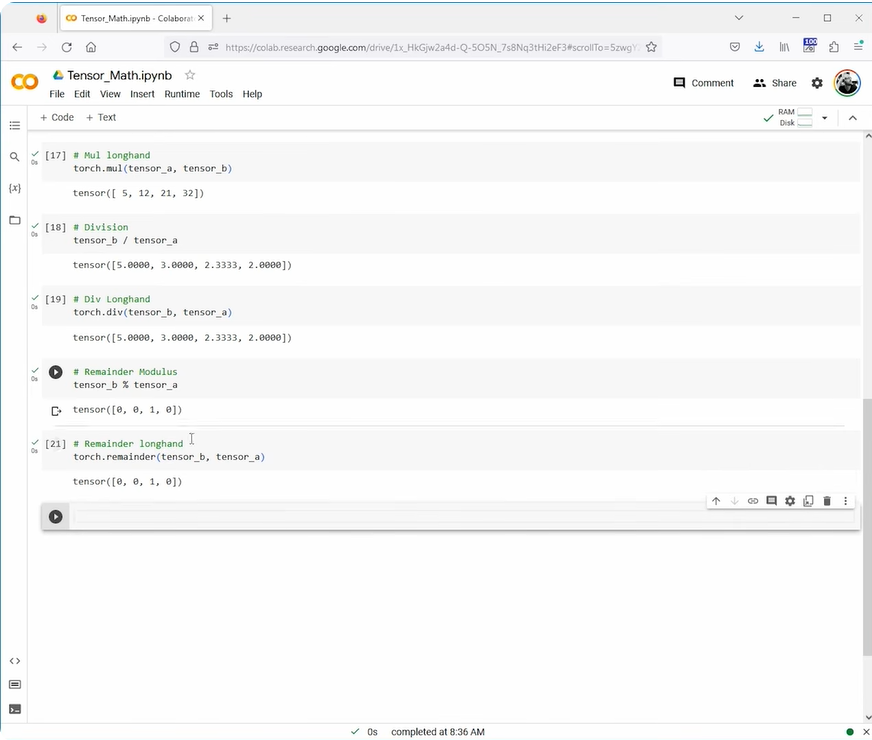 Tensor_Math.ipynb - Colaborat
https://colab.research.google.com/drive/1x_HkGjw2a4d-Q-5O5N_7s8Nq3tHi2eF3#scrollTo=5zwgY
100
Tensor_Math.ipynb
Comment
Share
File Edit View Insert Runtime Tools Help
+ Code + Text
RAM
Disk
[17] # Mul longhand
0s
torch.mul(tensor_a, tensor_b)
tensor([ 5, 12, 21, 32])
[18] # Division
0s
tensor_b / tensor_a
tensor([5.0000, 3.0000, 2.3333, 2.0000])
[19] # Div Longhand
0s
torch.div(tensor_b, tensor_a)
tensor([5.0000, 3.0000, 2.3333, 2.0000])
# Remainder Modulus
0s
tensor_b % tensor_a
tensor([0, 0, 1, 0])
[21] # Remainder longhand
0s
torch.remainder(tensor_b, tensor_a)
tensor([0, 0, 1, 0])
{x}
0s completed at 8:36 AM